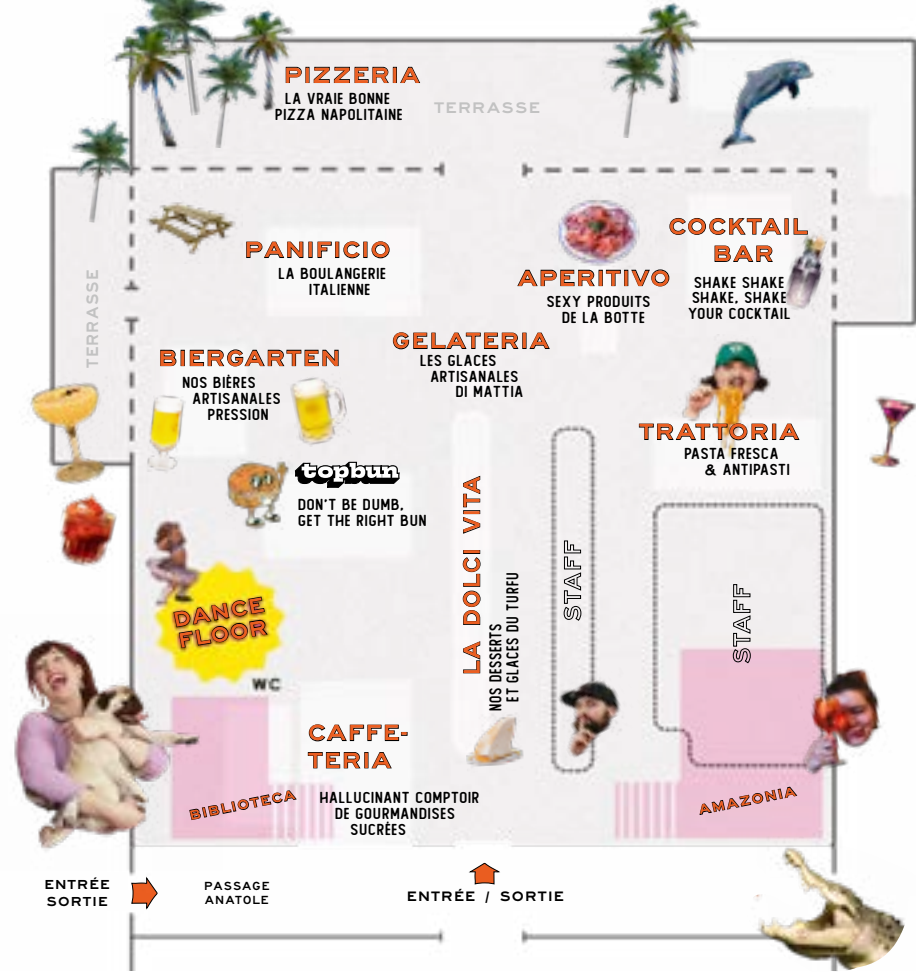 PIZZERIA
LA VRAIE BONNE
PIZZA NAPOLITAINE
TERRASSE
TERRASSE
PANIFICIO
LA BOULANGERIE
ITALIENNE
APERITIVO
SEXY PRODUITS
DE LA BOTTE
COCKTAIL
BAR
SHAKE SHAKE
SHAKE, SHAKE
YOUR COCKTAIL
GELATERIA
LES GLACES
ARTISANALES
DI MATTIA
BIERGARTEN
NOS BIÈRES
ARTISANALES
PRESSION
TRATTORIA
PASTA FRESCA
& ANTIPASTI
topbun
DON'T BE DUMB,
GET THE RIGHT BUN
LA DOLCI VITA
NOS DESSERTS
ET GLACES DU TURFU
STAFF
STAFF
DANCE
FLOOR
WC
CAFFE-
TERIA
HALLUCINANT COMPTOIR
DE GOURMANDISES
SUCRÉES
BIBLIOTECA
AMAZONIA
ENTRÉE
SORTIE
PASSAGE
ANATOLE
ENTRÉE / SORTIE